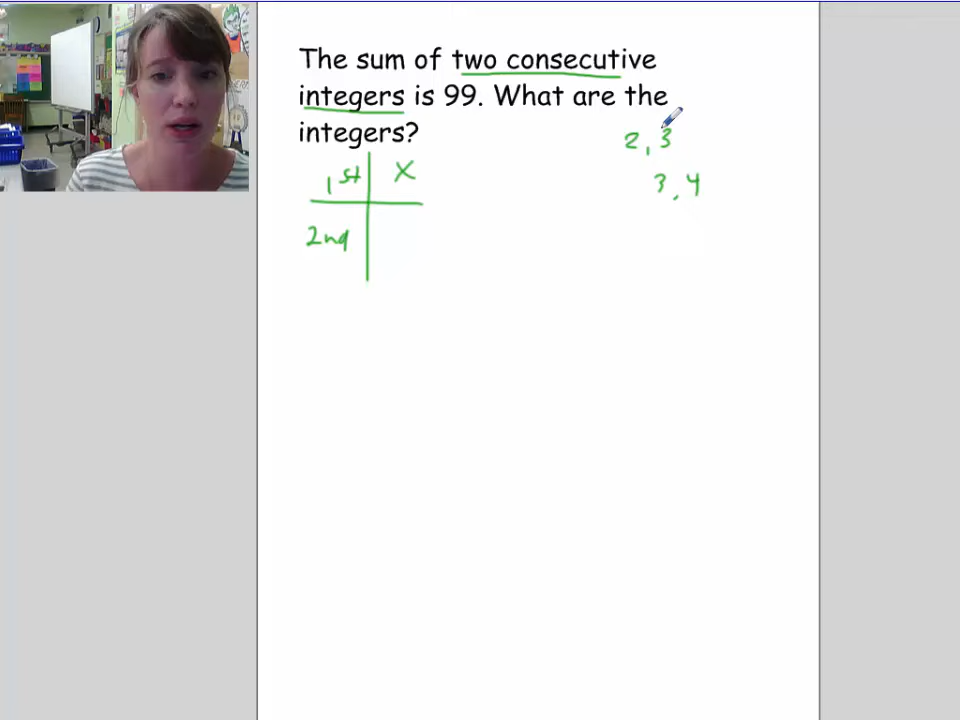 The sum of two consecutive
integers is 99. What are the
integers?
2, 3
1st X
3, 4
2nd